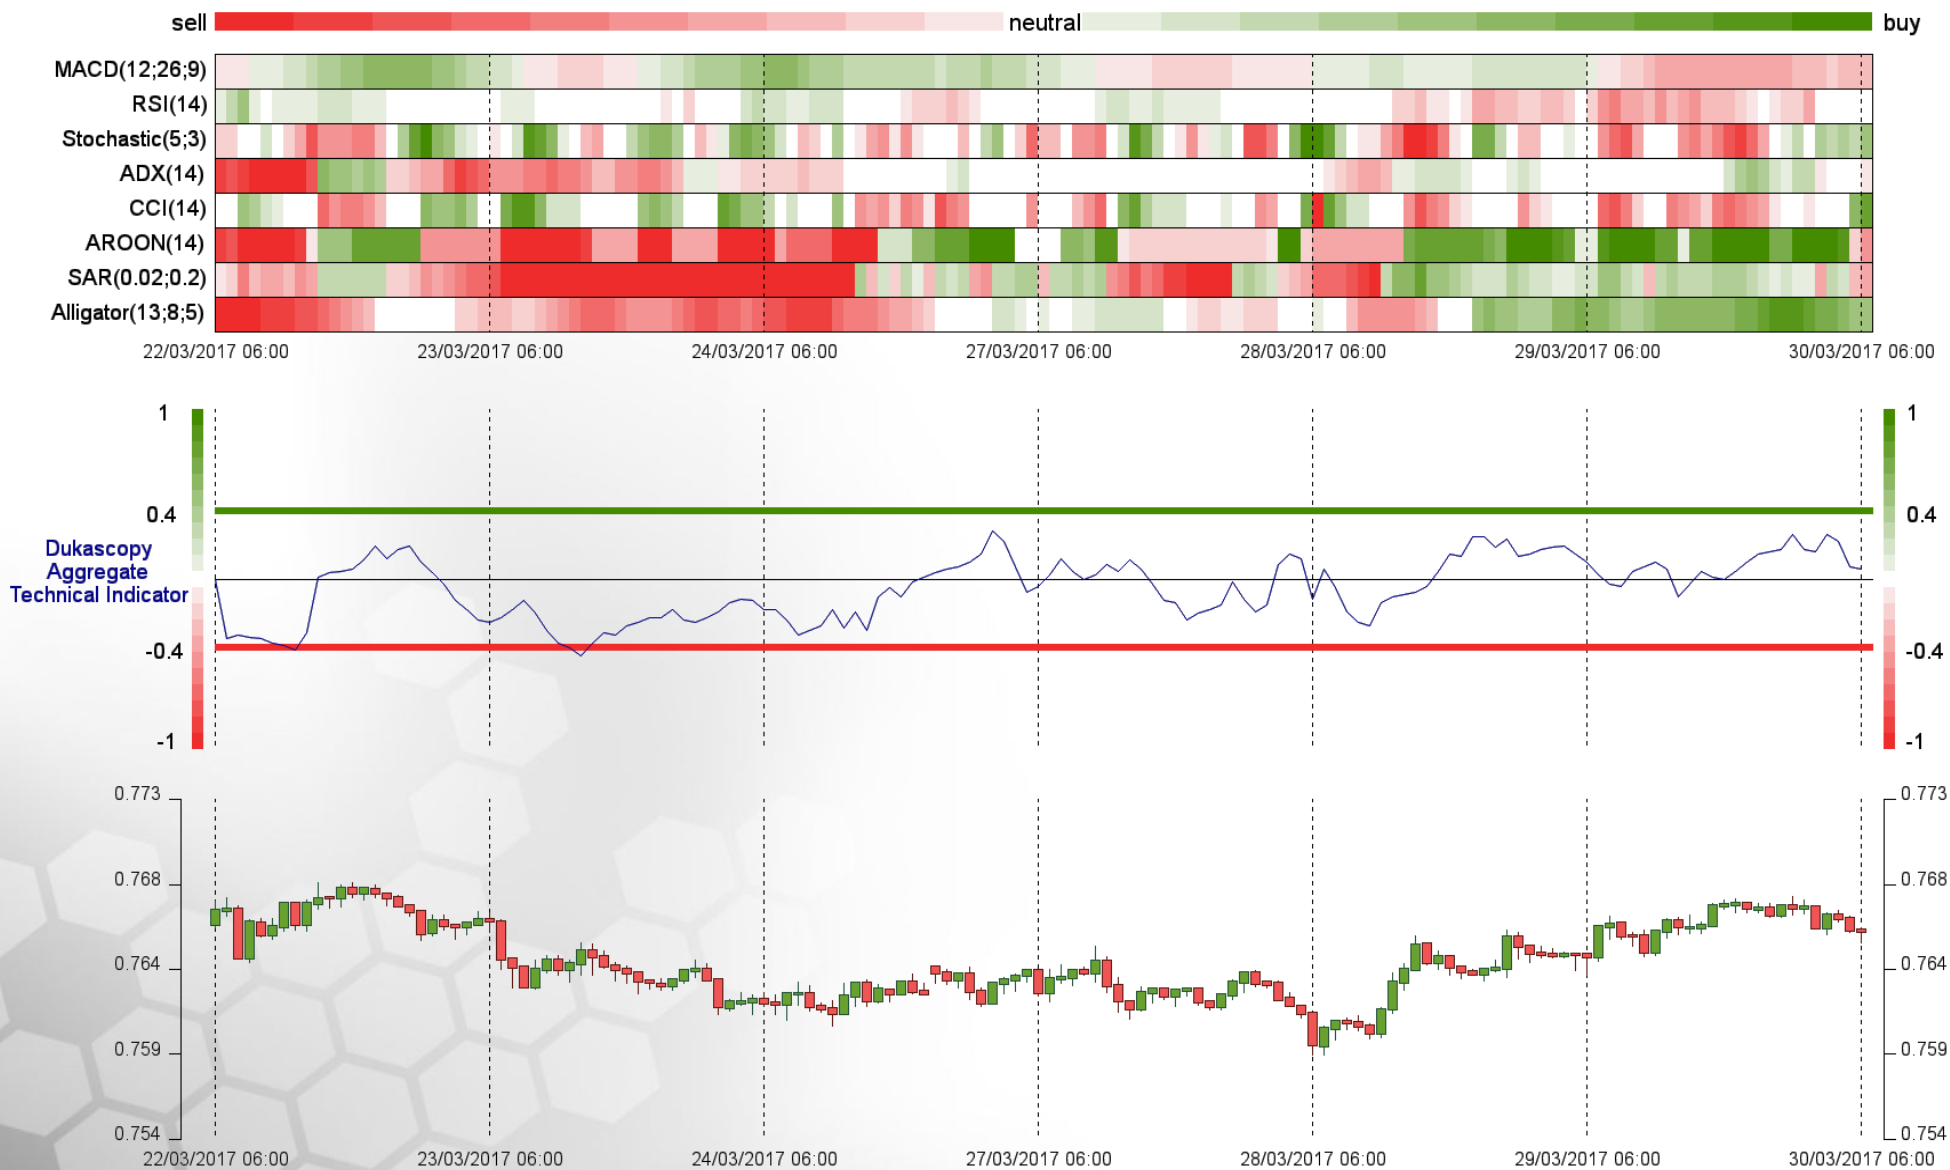 sell neutral buy
MACD(12;26;9)
RSI(14)
Stochastic(5;3)
ADX(14)
CCI(14)
AROON(14)
SAR(0.02;0.2)
Alligator(13;8;5)
22/03/2017 06:00 23/03/2017 06:00 24/03/2017 06:00 27/03/2017 06:00 28/03/2017 06:00 29/03/2017 06:00 30/03/2017 06:00
1 1
0.4 0.4
Dukascopy
Aggregate
Technical Indicator
-0.4 -0.4
-1 -1
0.773 0.773
0.768 0.768
0.764 0.764
0.759 0.759
0.754 0.754
22/03/2017 06:00 23/03/2017 06:00 24/03/2017 06:00 27/03/2017 06:00 28/03/2017 06:00 29/03/2017 06:00 30/03/2017 06:00